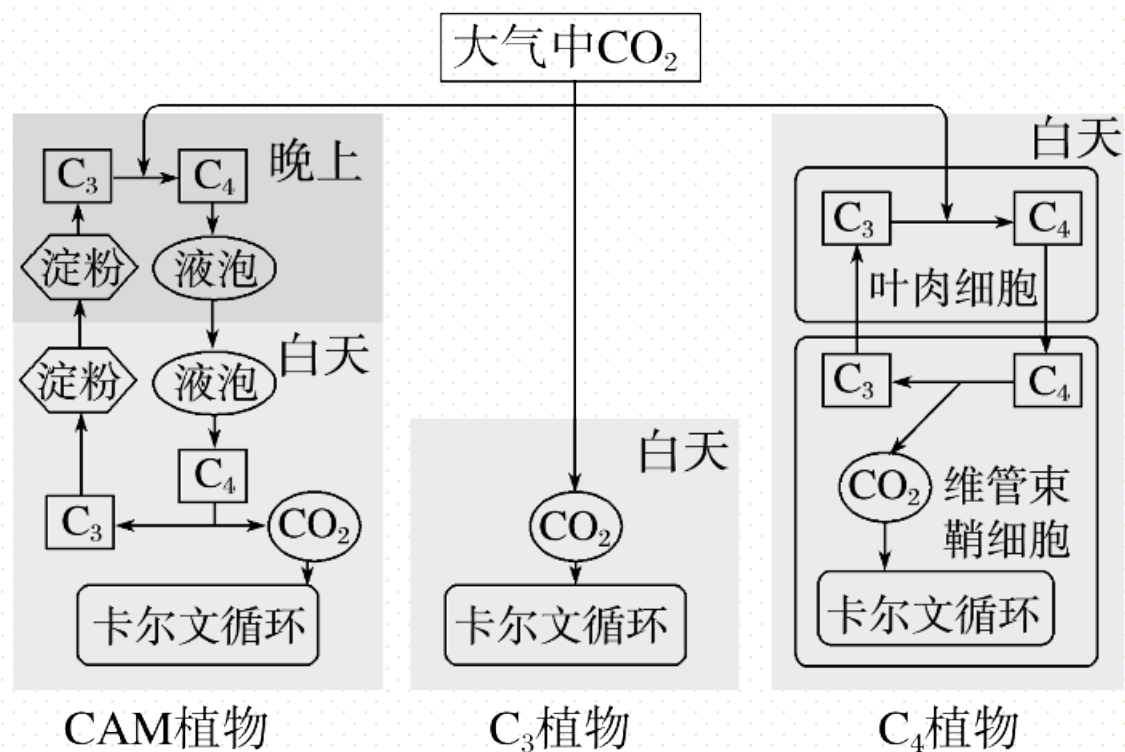 大气中CO₂
晚上
C₃
C₄
淀粉
液泡
白天
淀粉
液泡
C₄
C₃
CO₂
卡尔文循环
CAM植物
白天
CO₂
卡尔文循环
C₃植物
白天
C₃
C₄
叶肉细胞
C₃
C₄
CO₂
维管束
鞘细胞
卡尔文循环
C₄植物